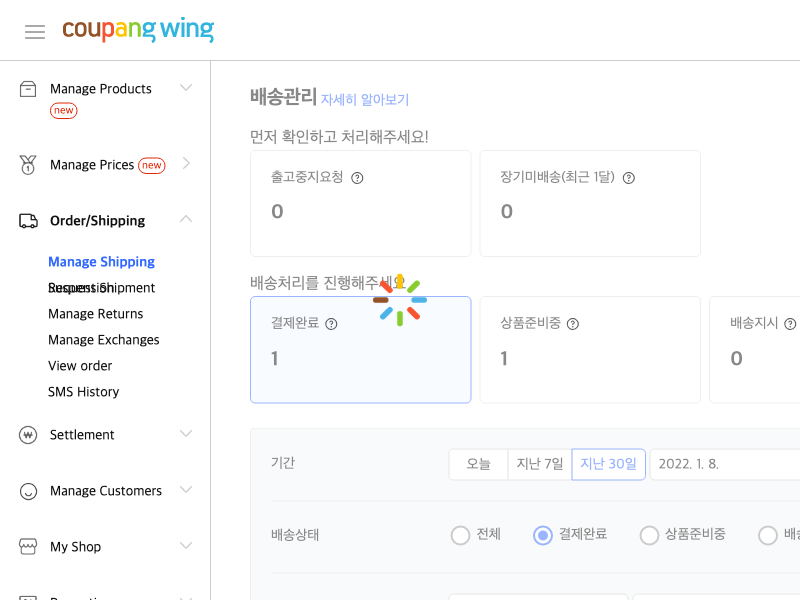 coupang wing
Manage Products
new
Manage Prices new
Order/Shipping
Manage Shipping
Suspension
Request Shipment
Manage Returns
Manage Exchanges
View order
SMS History
Settlement
Manage Customers
My Shop
배송관리 자세히 알아보기
먼저 확인하고 처리해주세요!
출고중지요청 ?
0
장기미배송(최근 1달) ?
0
배송처리를 진행해주세요
결제완료 ?
1
상품준비중 ?
1
배송지시 ?
0
기간
오늘
지난 7일
지난 30일
2022. 1. 8.
배송상태
전체
결제완료
상품준비중